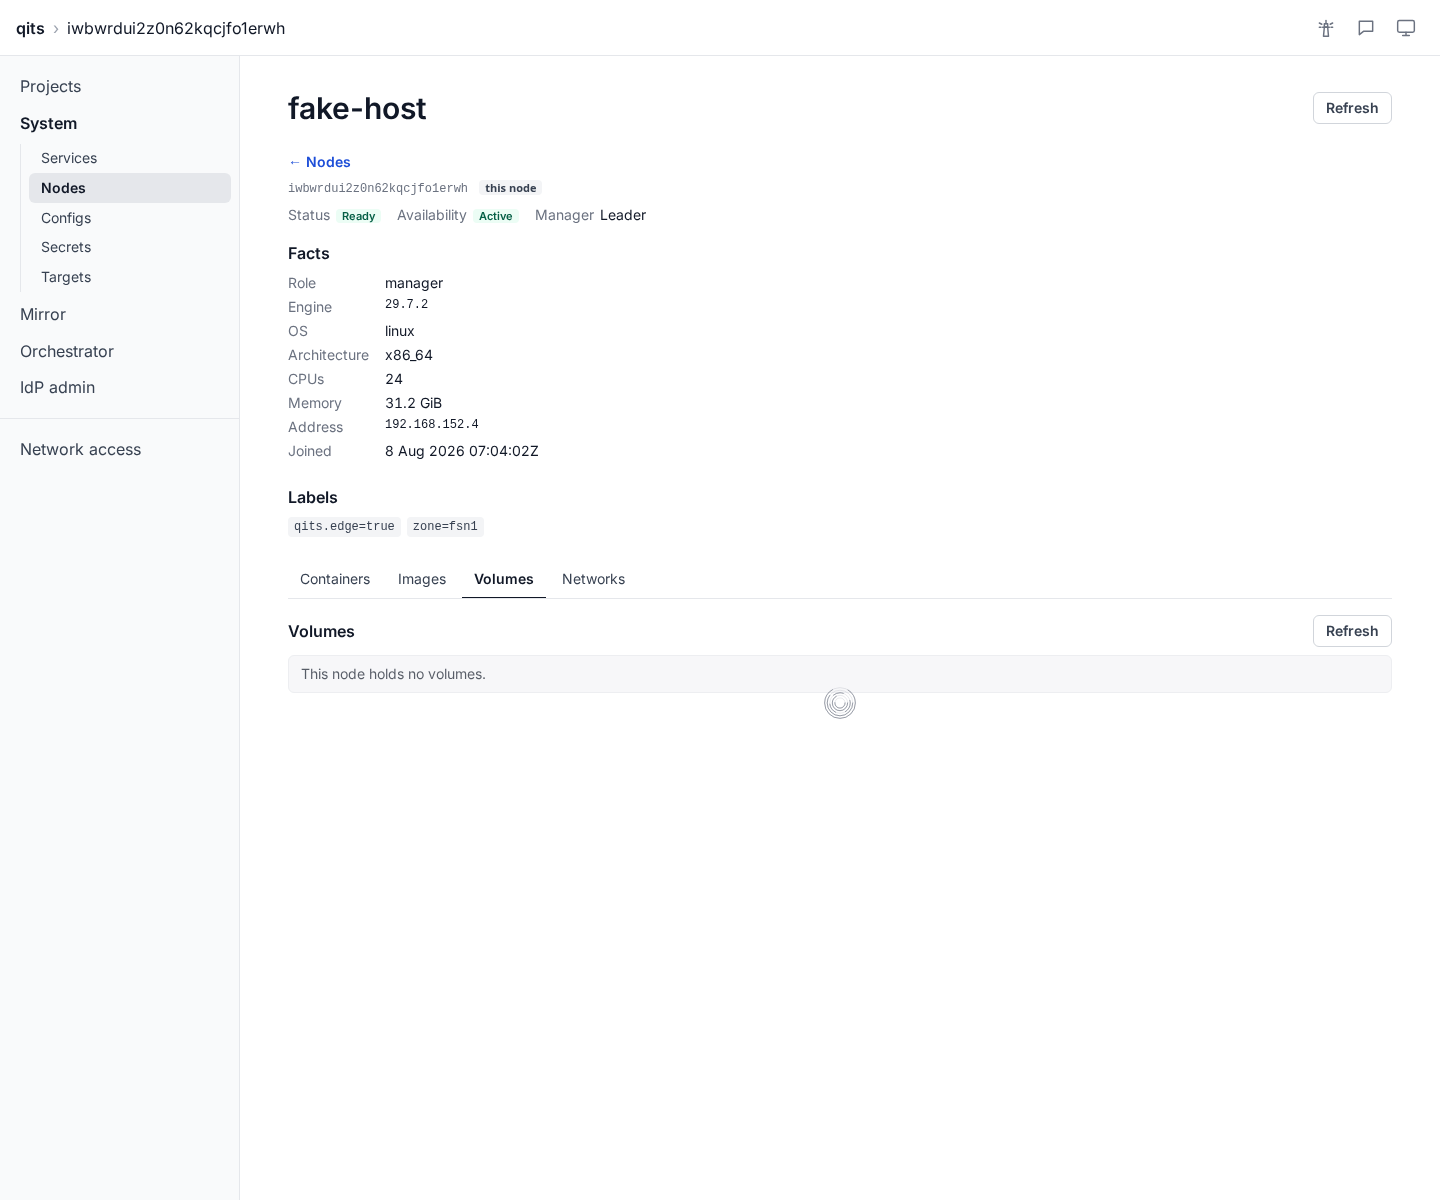 qits › iwbwrdui2z0n62kqcjfo1erwh
Projects
System
Services
Nodes
Configs
Secrets
Targets
Mirror
Orchestrator
IdP admin
Network access
fake-host
Refresh
← Nodes
iwbwrdui2z0n62kqcjfo1erwh this node
Status Ready Availability Active Manager Leader
Facts
Role manager
Engine 29.7.2
OS linux
Architecture x86_64
CPUs 24
Memory 31.2 GiB
Address 192.168.152.4
Joined 8 Aug 2026 07:04:02Z
Labels
qits.edge=true zone=fsn1
Containers Images Volumes Networks
Volumes
Refresh
This node holds no volumes.